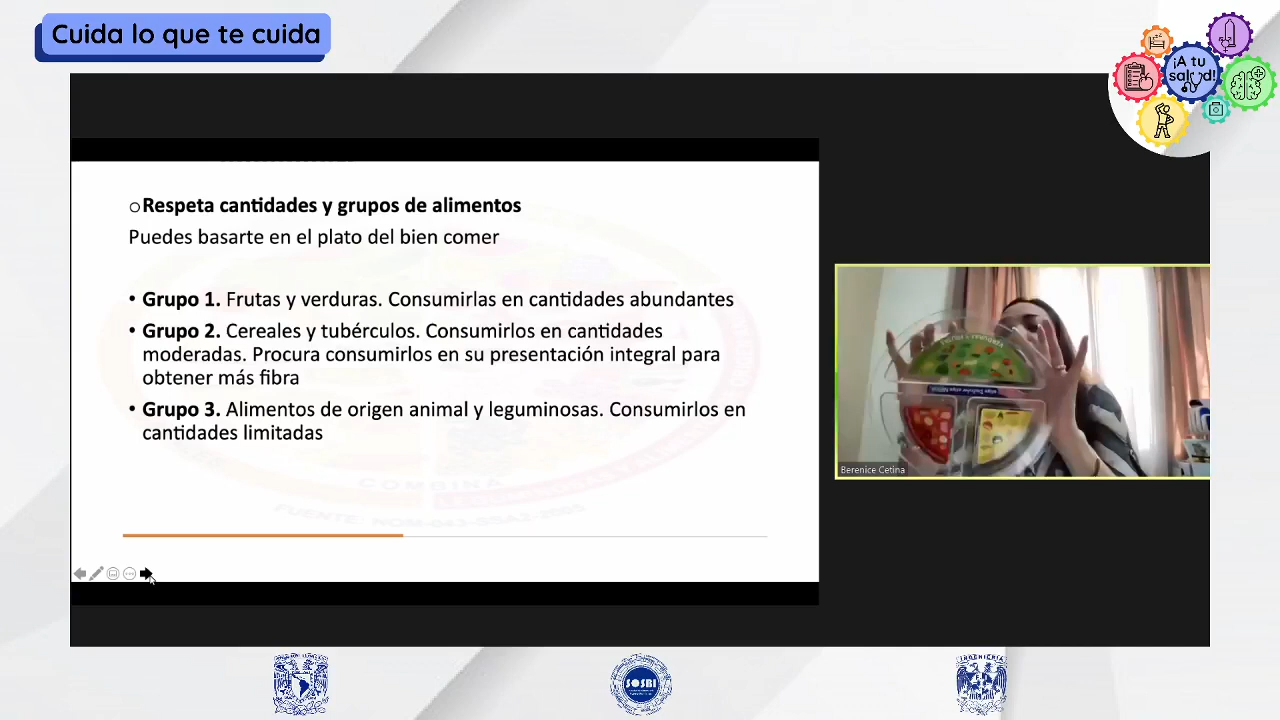 Cuida lo que te cuida
¡A tu
salud!
Respeta cantidades y grupos de alimentos
Puedes basarte en el plato del bien comer
• Grupo 1. Frutas y verduras. Consumirlas en cantidades abundantes
• Grupo 2. Cereales y tubérculos. Consumirlos en cantidades
moderadas. Procura consumirlos en su presentación integral para
obtener más fibra
• Grupo 3. Alimentos de origen animal y leguminosas. Consumirlos en
cantidades limitadas
COMBINA
FUENTE NOM-043-SSA2-2005
Berenice Cetina
SOSRI